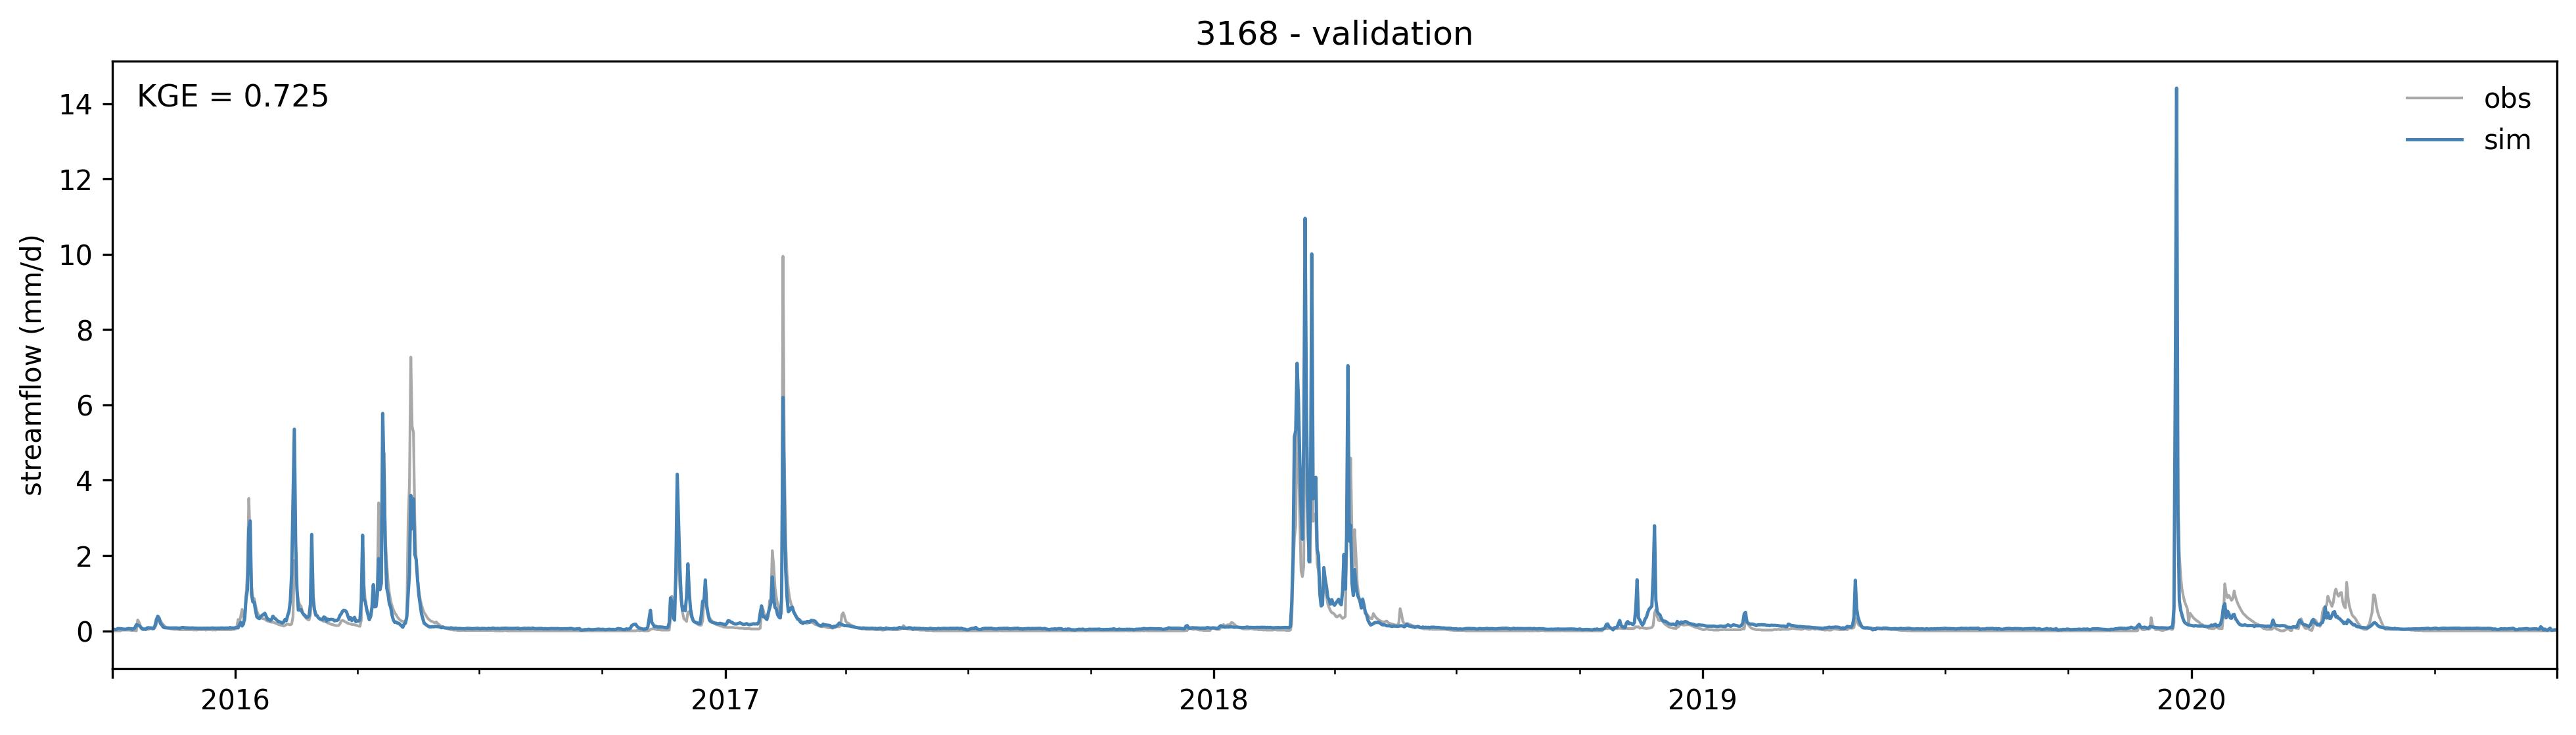 3168 - validation
KGE = 0.725
obs
sim
streamflow (mm/d)
14
12
10
8
6
4
2
0
2016
2017
2018
2019
2020